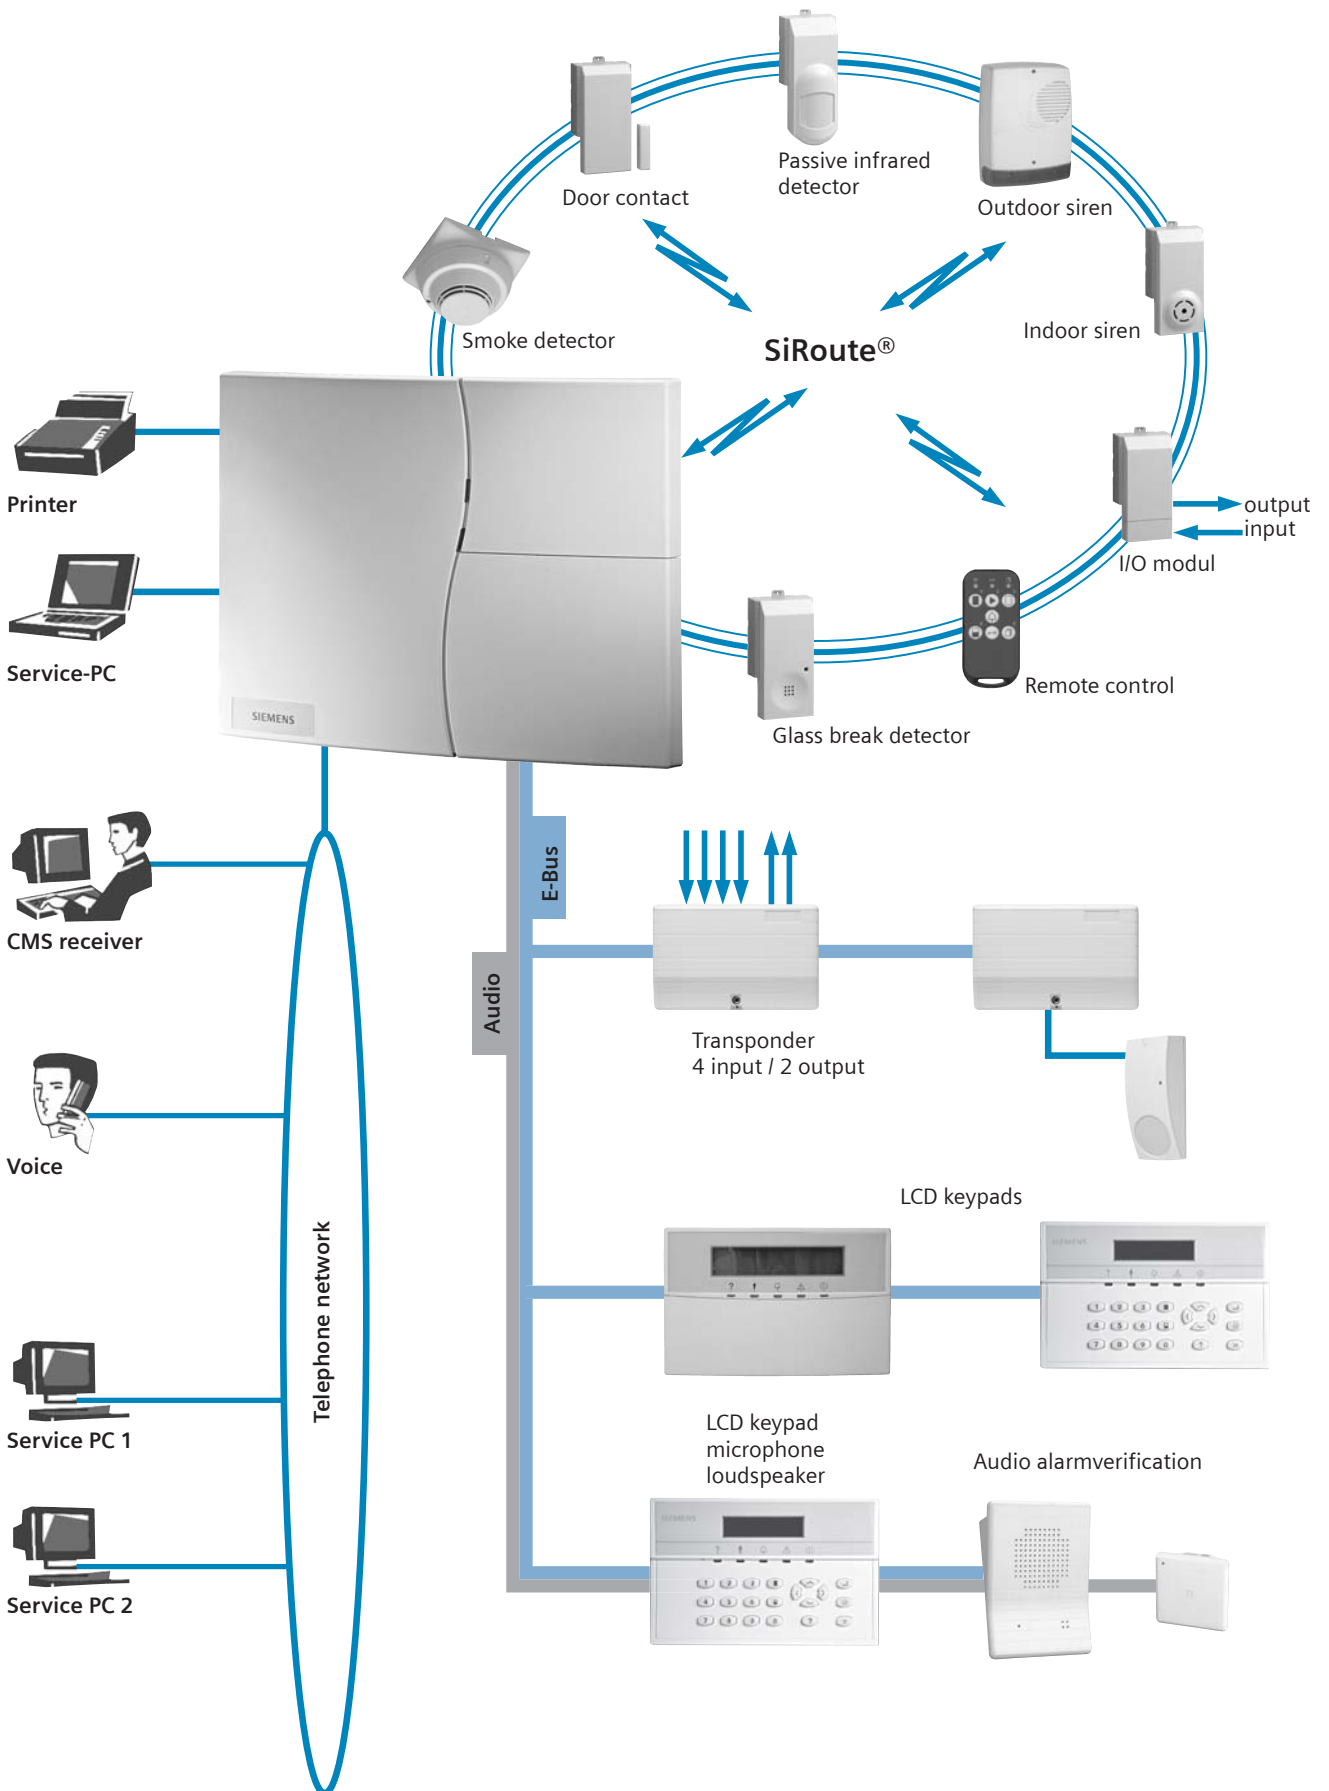 Passive infrared
detector
Door contact
Outdoor siren
Smoke detector
SiRoute®
Indoor siren
Printer
output
input
I/O modul
Service-PC
Remote control
SIEMENS
Glass break detector
E-Bus
CMS receiver
Audio
Transponder
4 input / 2 output
Voice
LCD keypads
SIEMENS
Telephone network
Service PC 1
LCD keypad
microphone
loudspeaker
Audio alarmverification
SIEMENS
Service PC 2